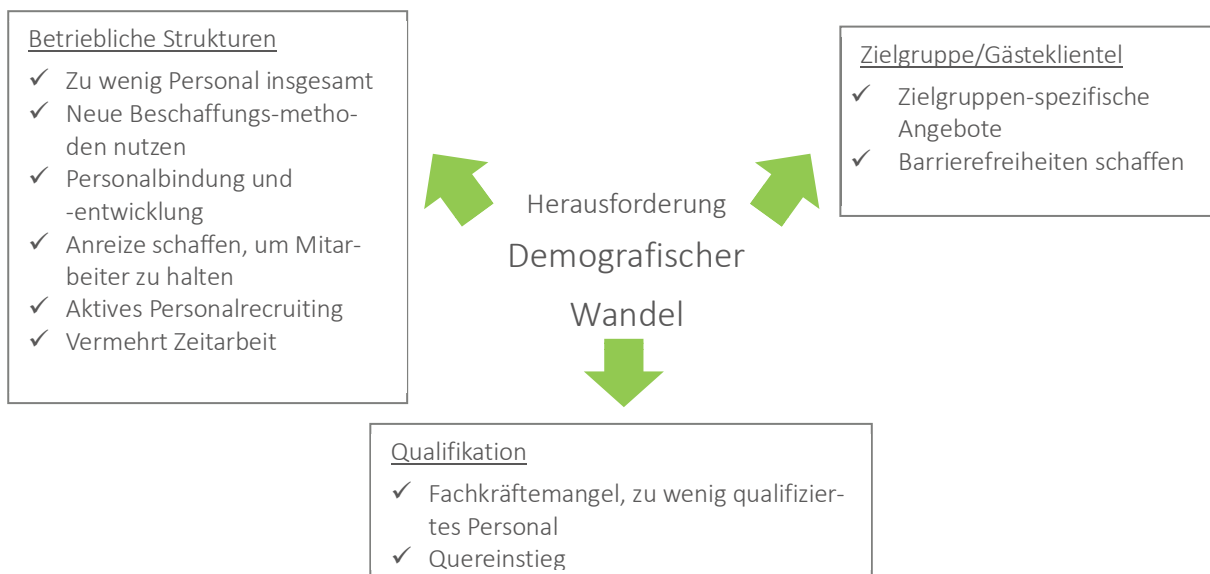 Betriebliche Strukturen
✓ Zu wenig Personal insgesamt
✓ Neue Beschaffungs-metho-
den nutzen
✓ Personalbindung und
-entwicklung
✓ Anreize schaffen, um Mitar-
beiter zu halten
✓ Aktives Personalrecruiting
✓ Vermehrt Zeitarbeit
Herausforderung
Demografischer
Wandel
Zielgruppe/Gästeklientel
✓ Zielgruppen-spezifische
Angebote
✓ Barrierefreiheiten schaffen
Qualifikation
✓ Fachkräftemangel, zu wenig qualifizier-
tes Personal
✓ Quereinstieg